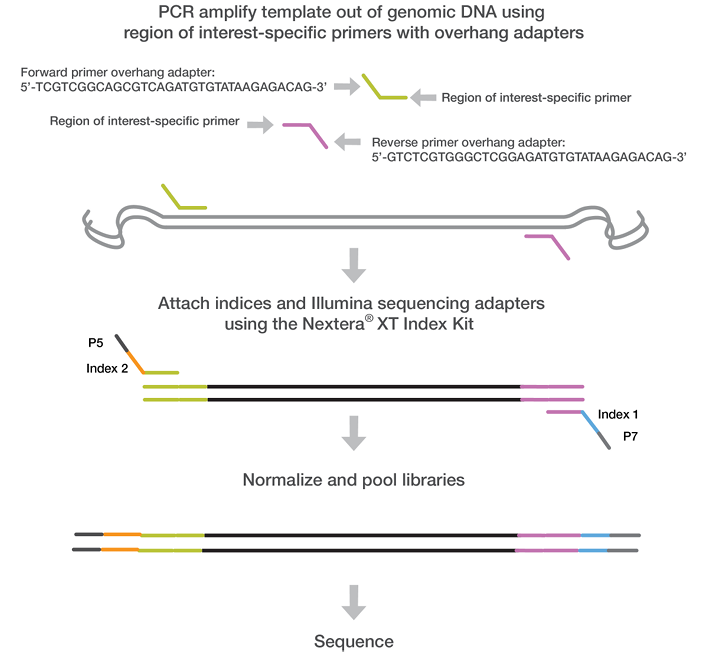 PCR amplify template out of genomic DNA using
region of interest-specific primers with overhang adapters
Forward primer overhang adapter:
5'-TCGTCGGCAGCGTCAGATGTGTATAAGAGACAG-3'
Region of interest-specific primer
Region of interest-specific primer
Reverse primer overhang adapter:
5'-GTCTCGTGGGCTCGGAGATGTGTATAAGAGACAG-3'
Attach indices and Illumina sequencing adapters
using the Nextera® XT Index Kit
P5
Index 2
Index 1
P7
Normalize and pool libraries
Sequence